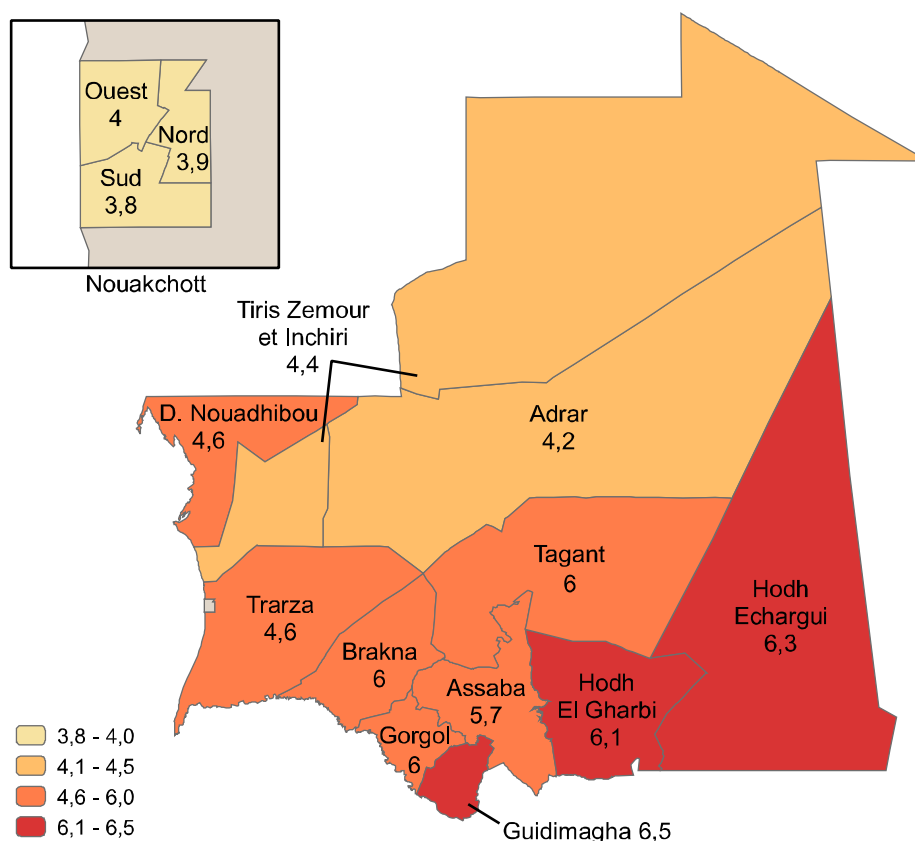 Ouest
4
Nord
3,9
Sud
3,8
Nouakchott
Tiris Zemour
et Inchiri
4,4
D. Nouadhibou
4,6
Adrar
4,2
Tagant
6
Hodh
Echargui
6,3
Trarza
4,6
Brakna
6
Assaba
5,7
Hodh
El Gharbi
6,1
Gorgol
6
Guidimagha 6,5
3,8 - 4,0
4,1 - 4,5
4,6 - 6,0
6,1 - 6,5